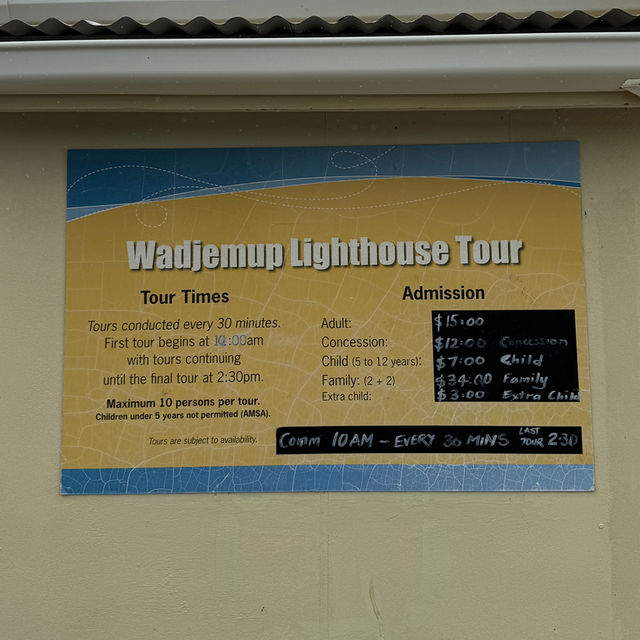 Wadjemup Lighthouse Tour
Tour Times
Tours conducted every 30 minutes.
First tour begins at 10:00am
with tours continuing
until the final tour at 2:30pm.
Maximum 10 persons per tour.
Children under 5 years not permitted (AMSA).
Tours are subject to availability.
Admission
Adult: $15:00
Concession: $12:00 Concession
Child (5 to 12 years): $7:00 Child
Family: (2 + 2) $34:00 Family
Extra child: $3:00 Extra Child
Comm 10AM – EVERY 30 MINS LAST TOUR 2:30